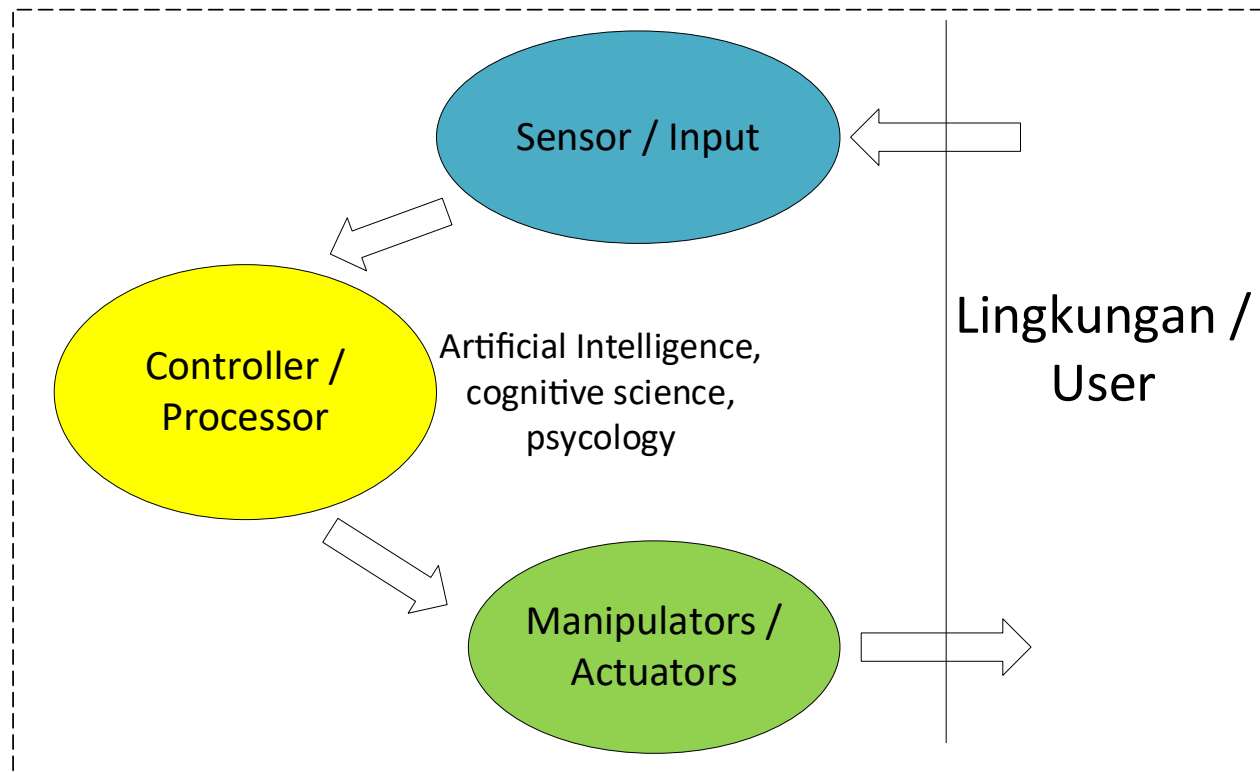 Sensor / Input
Controller /
Processor
Artificial Intelligence,
cognitive science,
psycology
Lingkungan /
User
Manipulators /
Actuators